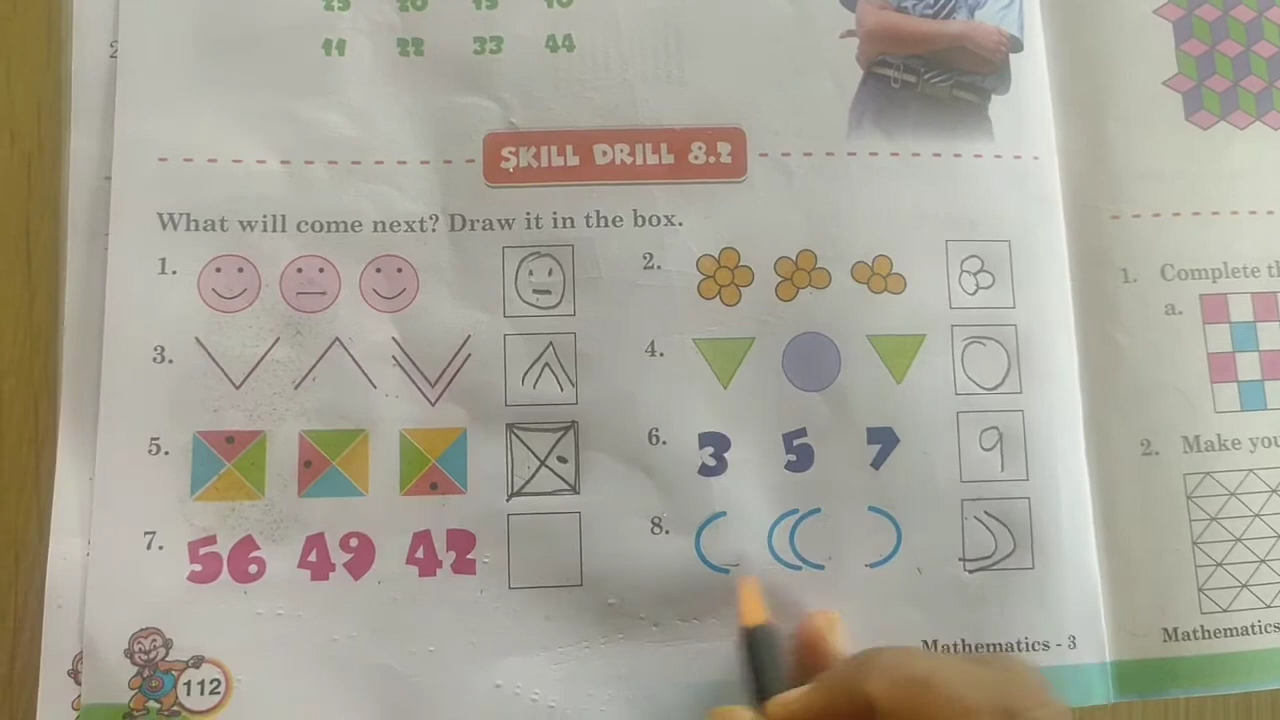 11 22 33 44
SKILL DRILL 8.2
What will come next? Draw it in the box.
1.
2.
3.
4.
5.
6. 3 5 7 9
7. 56 49 42
8.
Mathematics - 3
112
1. Complete
a.
2. Make
Mathematics